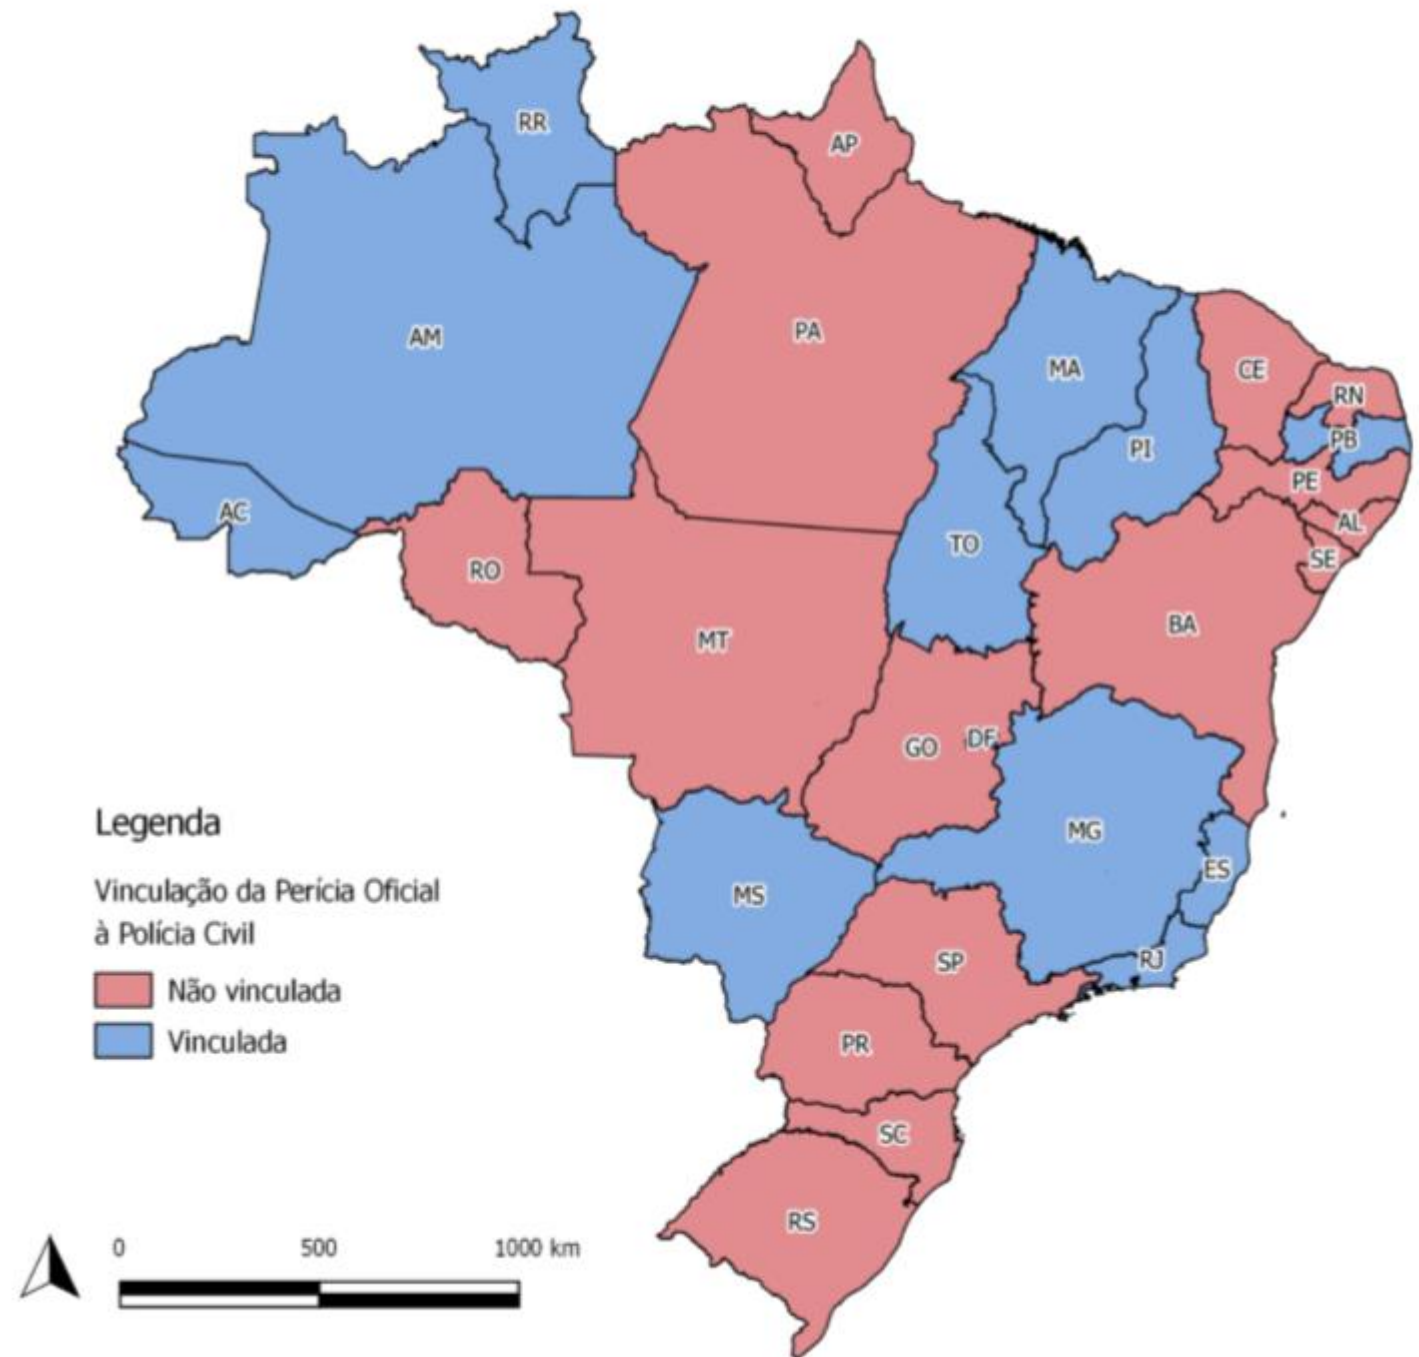 RR
AP
AM
PA
MA
CE
RN
PI
PB
PE
AC
AL
TO
SE
RO
BA
MT
GO
DF
MG
ES
MS
RJ
SP
PR
SC
RS
Legenda
Vinculação da Perícia Oficial
à Polícia Civil
Não vinculada
Vinculada
0 500 1000 km